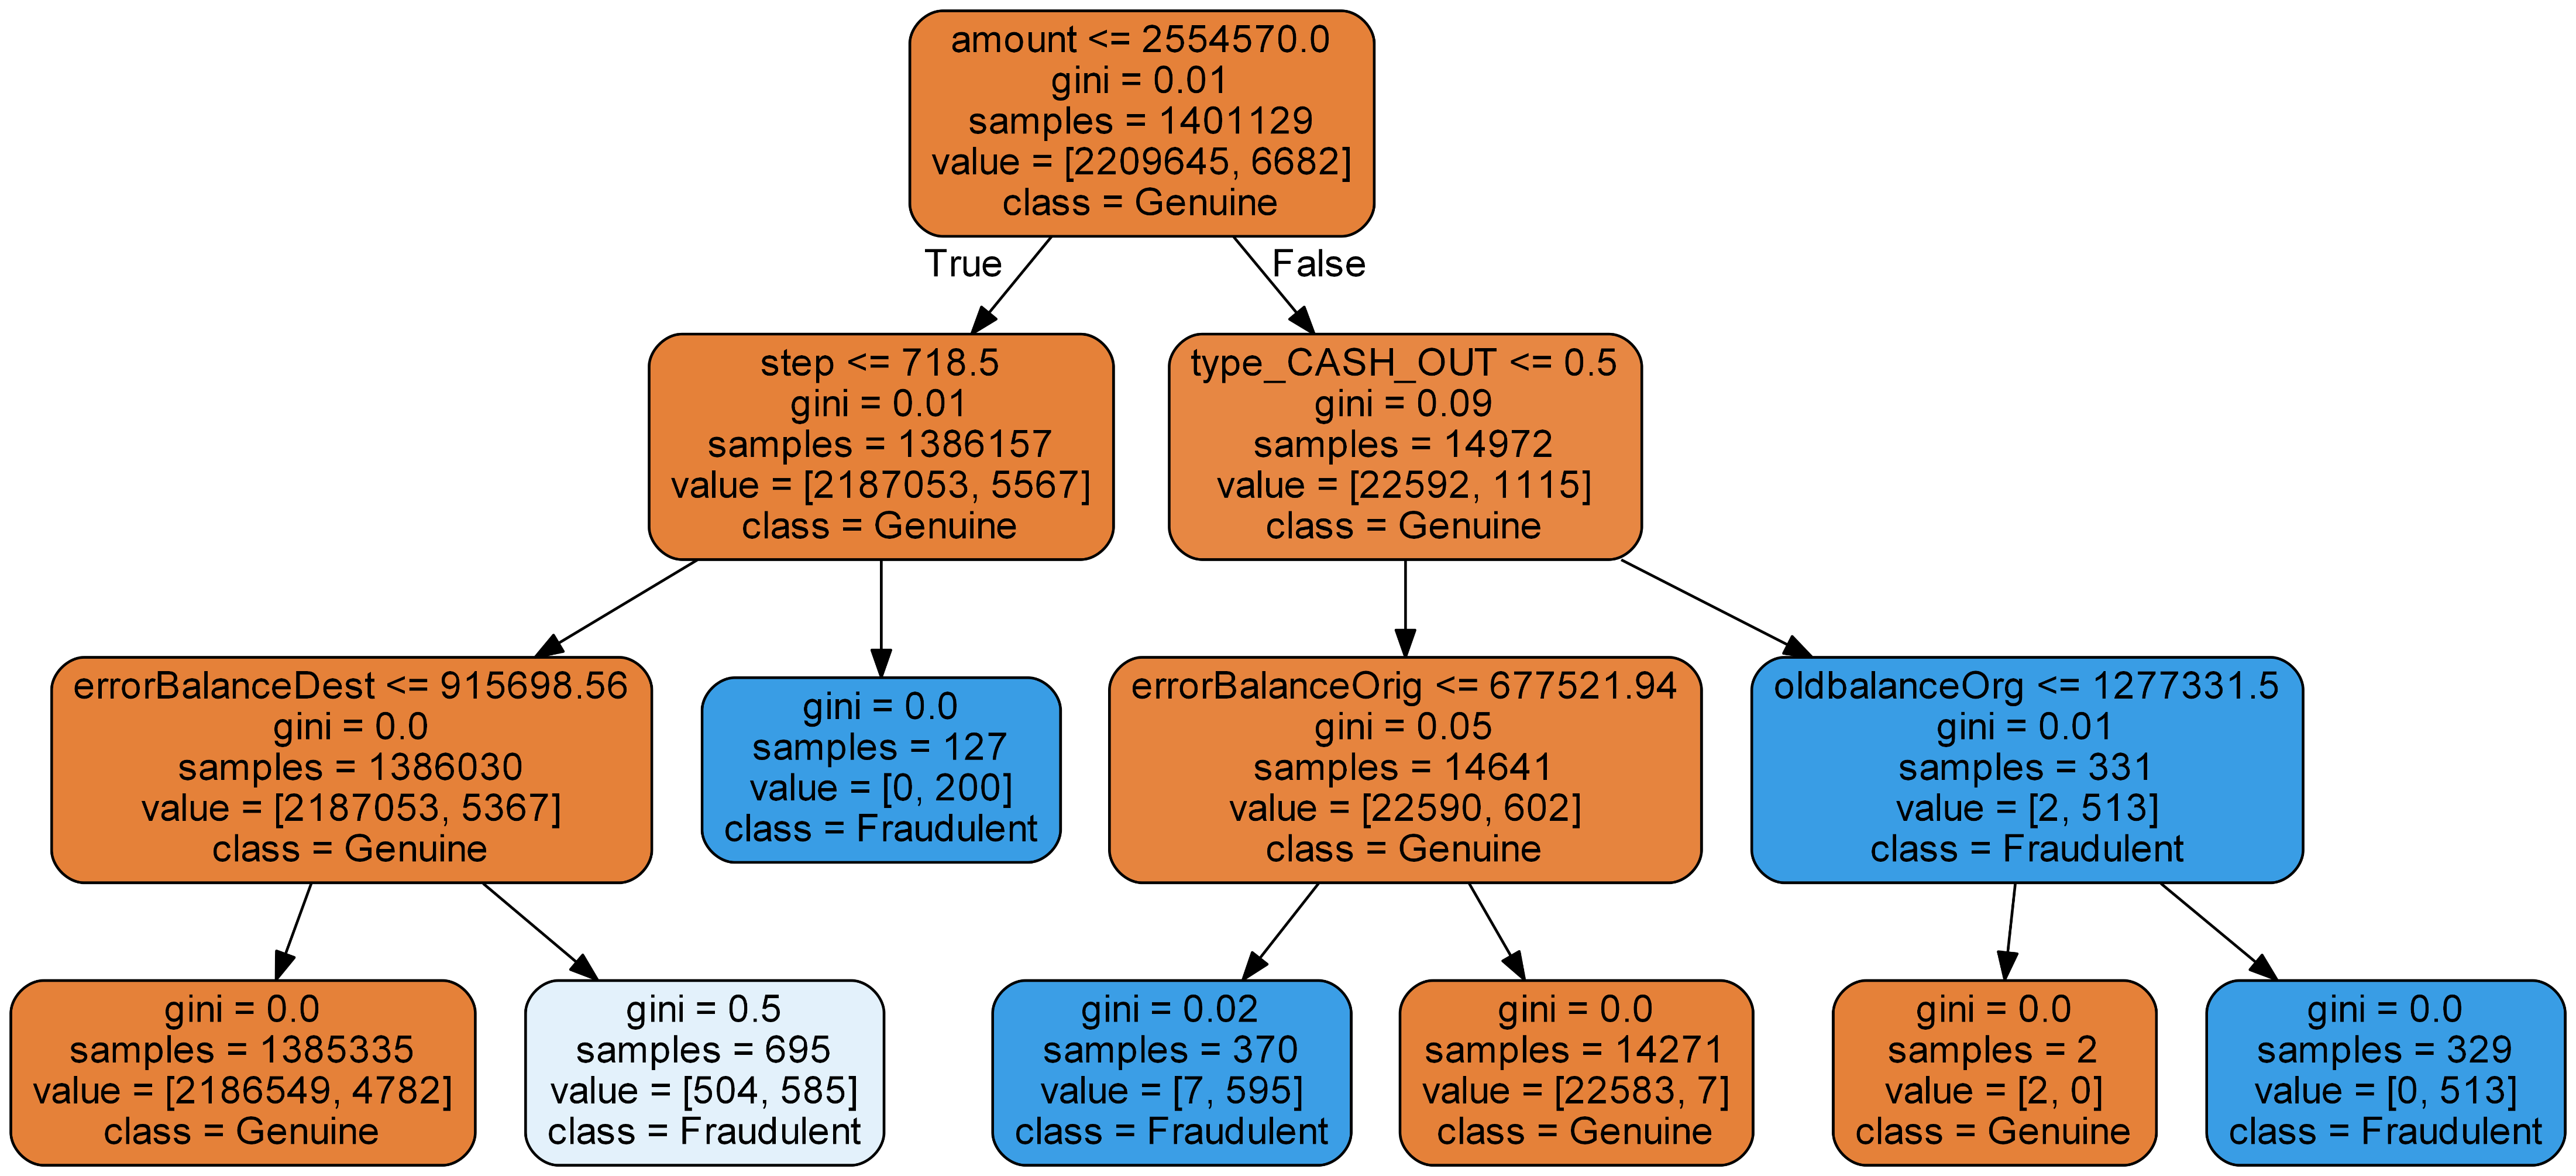 amount <= 2554570.0
gini = 0.01
samples = 1401129
value = [2209645, 6682]
class = Genuine
True
False
step <= 718.5
gini = 0.01
samples = 1386157
value = [2187053, 5567]
class = Genuine
type_CASH_OUT <= 0.5
gini = 0.09
samples = 14972
value = [22592, 1115]
class = Genuine
errorBalanceDest <= 915698.56
gini = 0.0
samples = 1386030
value = [2187053, 5367]
class = Genuine
gini = 0.0
samples = 127
value = [0, 200]
class = Fraudulent
errorBalanceOrig <= 677521.94
gini = 0.05
samples = 14641
value = [22590, 602]
class = Genuine
oldbalanceOrg <= 1277331.5
gini = 0.01
samples = 331
value = [2, 513]
class = Fraudulent
gini = 0.0
samples = 1385335
value = [2186549, 4782]
class = Genuine
gini = 0.5
samples = 695
value = [504, 585]
class = Fraudulent
gini = 0.02
samples = 370
value = [7, 595]
class = Fraudulent
gini = 0.0
samples = 14271
value = [22583, 7]
class = Genuine
gini = 0.0
samples = 2
value = [2, 0]
class = Genuine
gini = 0.0
samples = 329
value = [0, 513]
class = Fraudulent